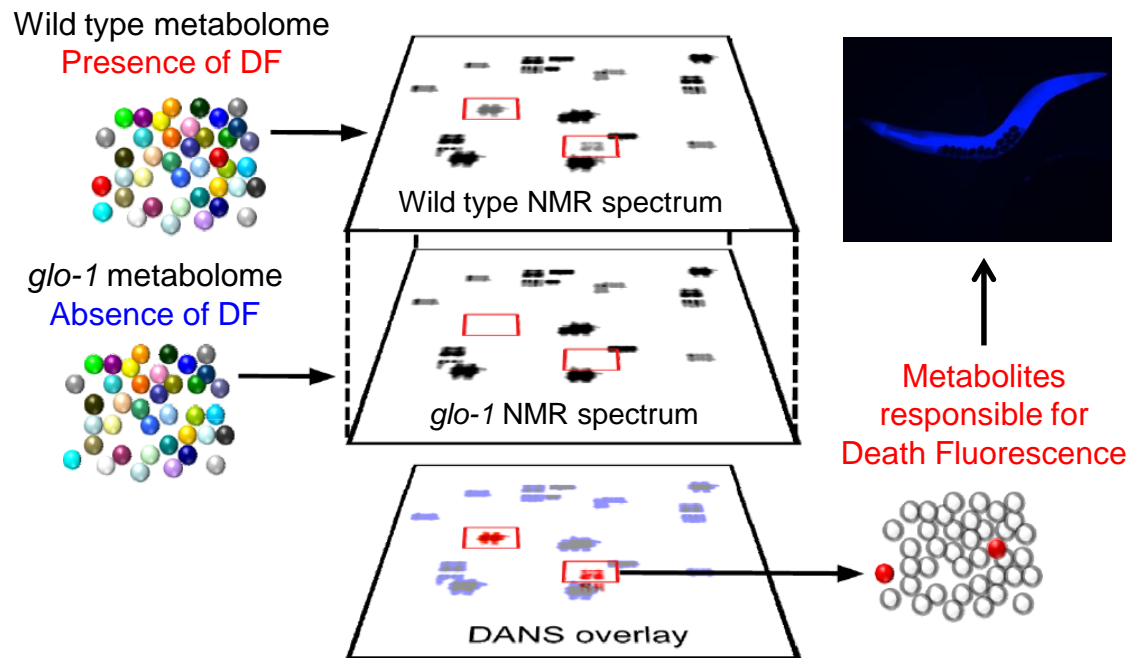 Wild type metabolome
Presence of DF
Wild type NMR spectrum
glo-1 metabolome
Absence of DF
glo-1 NMR spectrum
Metabolites
responsible for
Death Fluorescence
DANS overlay